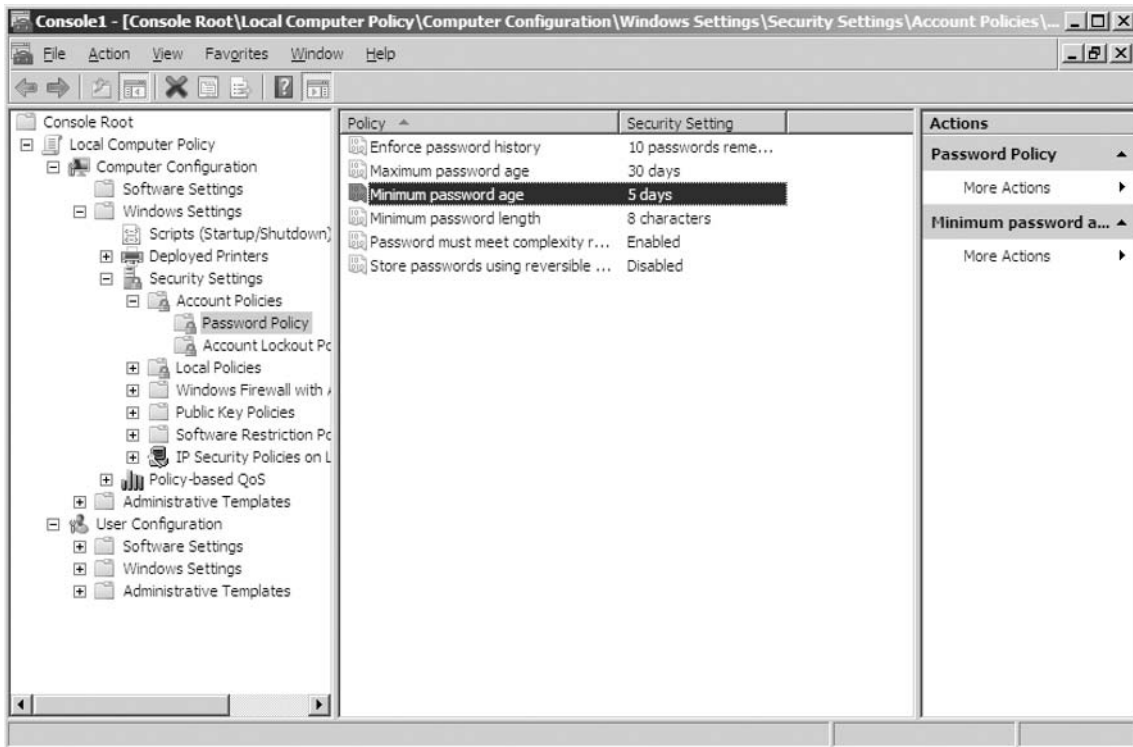 Console1 - [Console Root\Local Computer Policy\Computer Configuration\Windows Settings\Security Settings\Account Policies\...
File Action View Favorites Window Help
Console Root
Local Computer Policy
Computer Configuration
Software Settings
Windows Settings
Scripts (Startup/Shutdown)
Deployed Printers
Security Settings
Account Policies
Password Policy
Account Lockout Po
Local Policies
Windows Firewall with A
Public Key Policies
Software Restriction Po
IP Security Policies on L
Policy-based QoS
Administrative Templates
User Configuration
Software Settings
Windows Settings
Administrative Templates
Policy Security Setting
Enforce password history 10 passwords reme...
Maximum password age 30 days
Minimum password age 5 days
Minimum password length 8 characters
Password must meet complexity r... Enabled
Store passwords using reversible ... Disabled
Actions
Password Policy
More Actions
Minimum password a...
More Actions